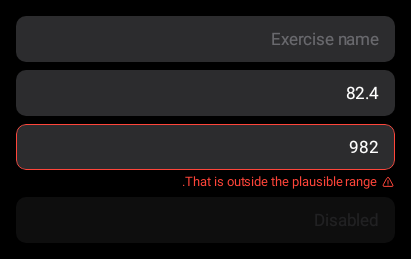 Exercise name
82.4
982
.That is outside the plausible range
Disabled